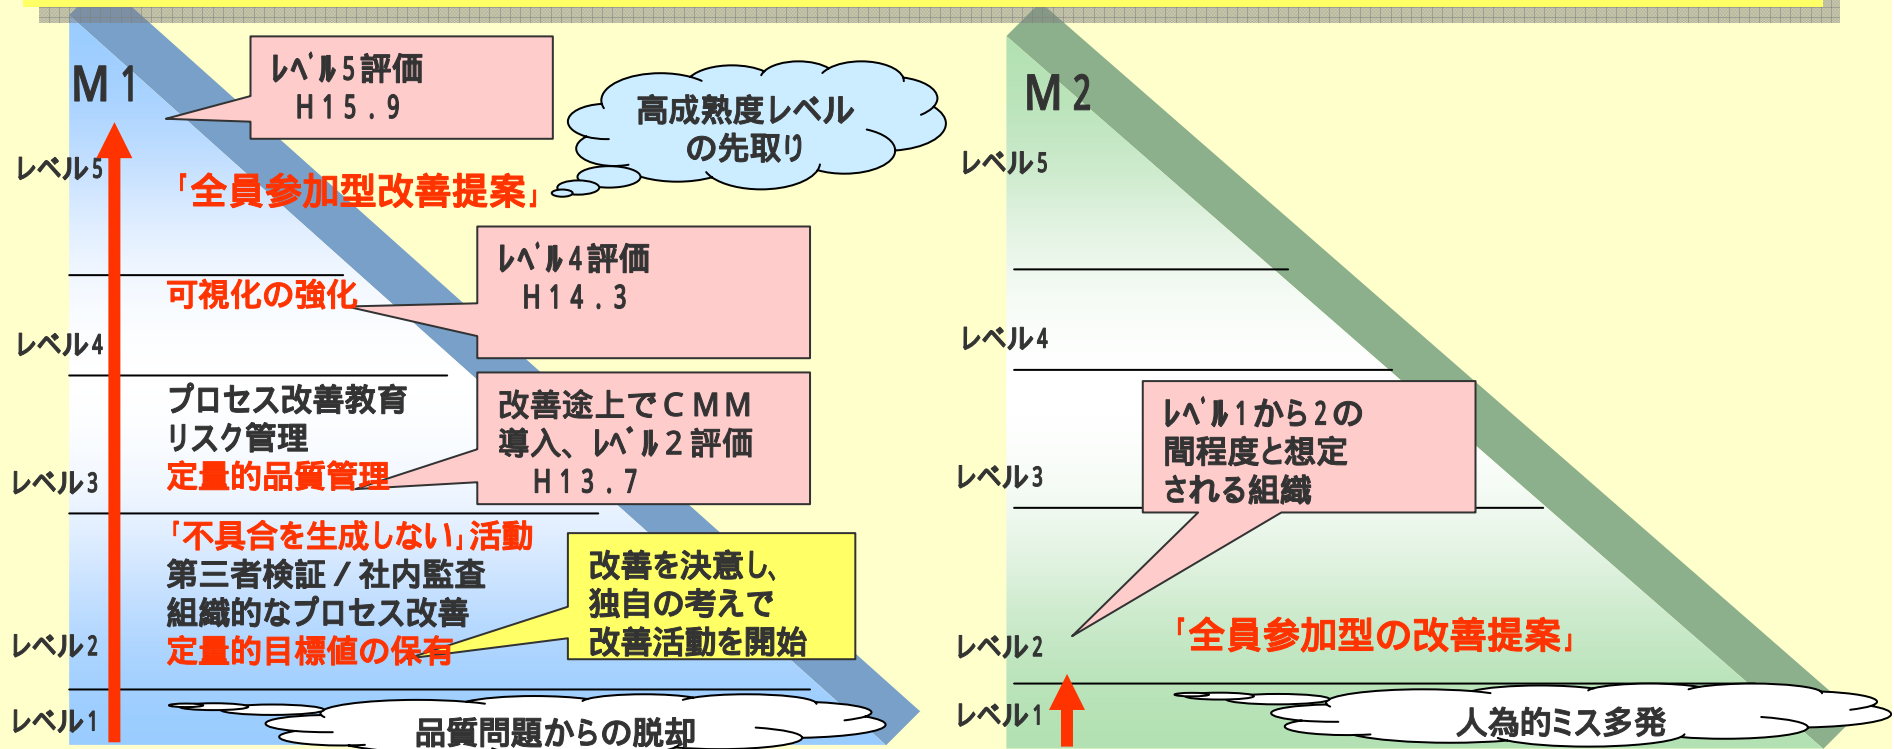 M1
レベル5評価
H15.9
高成熟度レベル
の先取り
レベル5
「全員参加型改善提案」
レベル4評価
H14.3
可視化の強化
レベル4
プロセス改善教育
リスク管理
定量的品質管理
改善途上でCMM
導入、レベル2評価
H13.7
レベル3
「不具合を生成しない」活動
第三者検証/社内監査
組織的なプロセス改善
定量的目標値の保有
改善を決意し、
独自の考えで
改善活動を開始
レベル2
レベル1
品質問題からの脱却
M2
レベル5
レベル4
レベル1から2の
間程度と想定
される組織
レベル3
レベル2
「全員参加型の改善提案」
レベル1
人為的ミス多発